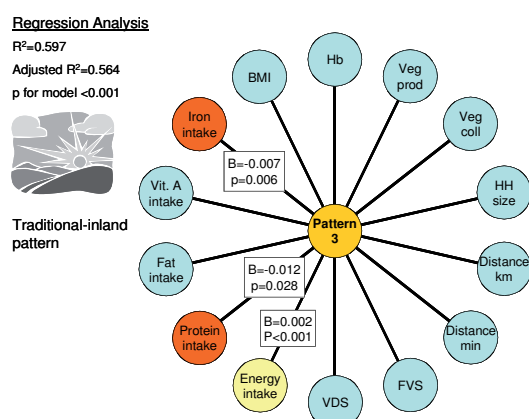 Regression Analysis
R²=0.597
Adjusted R²=0.564
p for model <0.001
Traditional-inland
pattern
Hb
BMI
Veg
prod
Iron
intake
Veg
coll
B=-0.007
p=0.006
Vit. A
intake
HH
size
Pattern
3
Fat
intake
Distance
km
B=-0.012
p=0.028
Protein
intake
B=0.002
P<0.001
Distance
min
Energy
intake
VDS
FVS